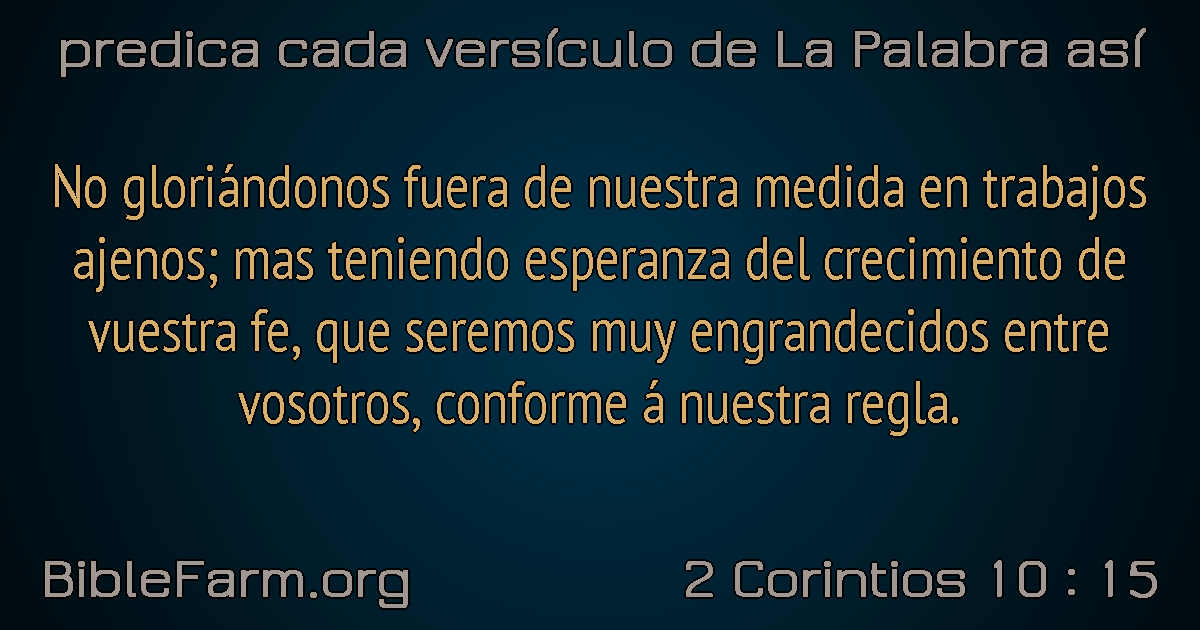 predica cada versículo de La Palabra así
No gloriándonos fuera de nuestra medida en trabajos
ajenos; mas teniendo esperanza del crecimiento de
vuestra fe, que seremos muy engrandecidos entre
vosotros, conforme á nuestra regla.
BibleFarm.org
2 Corintios 10 : 15